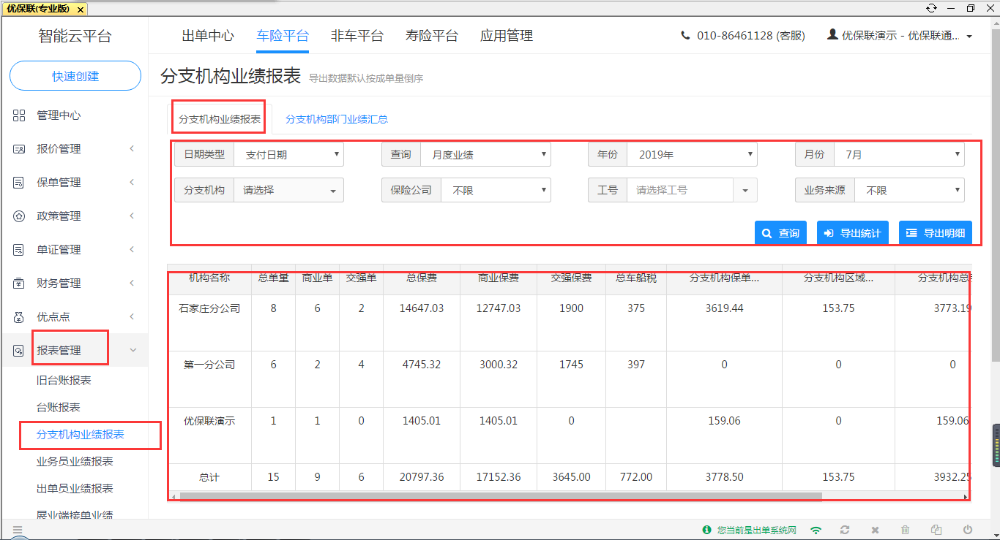 优保联(专业版)
智能云平台
出单中心 车险平台 非车平台 寿险平台 应用管理 010-86461128 (客服) 优保联演示 - 优保联通...
快速创建
分支机构业绩报表 导出数据默认按成单量倒序
管理中心
报价管理
保单管理
政策管理
单证管理
财务管理
优点点
报表管理
旧台账报表
台账报表
分支机构业绩报表
业务员业绩报表
出单员业绩报表
展业端接单业绩
分支机构业绩报表 分支机构部门业绩汇总
日期类型 支付日期 查询 月度业绩 年份 2019年 月份 7月
分支机构 请选择 保险公司 不限 工号 请选择工号 业务来源 不限
查询 导出统计 导出明细
机构名称 总单量 商业单 交强单 总保费 商业保费 交强保费 总车船税 分支机构保单... 分支机构区域... 分支机构总
石家庄分公司 8 6 2 14647.03 12747.03 1900 375 3619.44 153.75 3773.19
第一分公司 6 2 4 4745.32 3000.32 1745 397 0 0 0
优保联演示 1 1 0 1405.01 1405.01 0 159.06 0 159.06
总计 15 9 6 20797.36 17152.36 3645.00 772.00 3778.50 153.75 3932.25
您当前是出单系统网